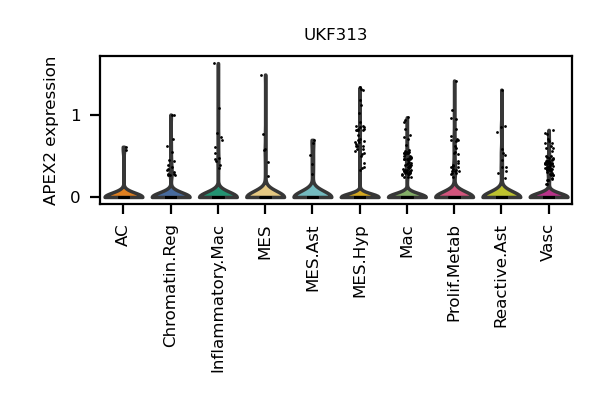 UKF313
APEX2 expression
1
0
AC
Chromatin.Reg
Inflammatory.Mac
MES
MES.Ast
MES.Hyp
Mac
Prolif.Metab
Reactive.Ast
Vasc